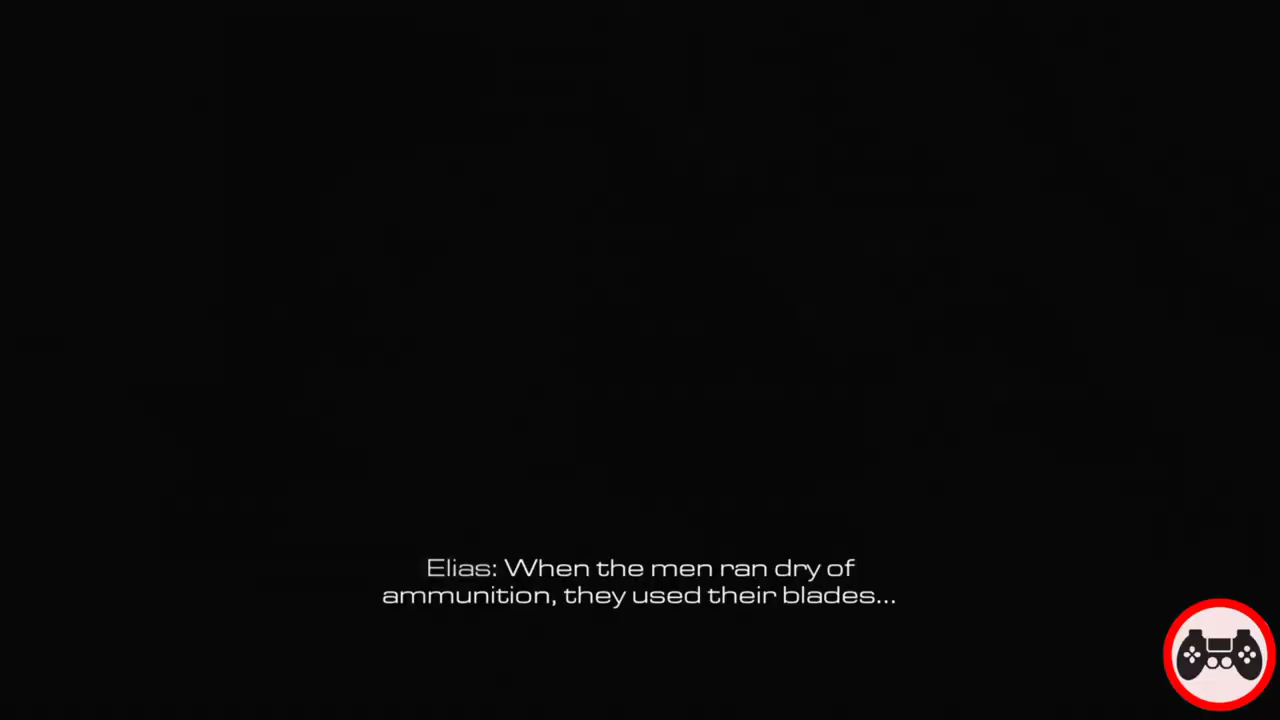 Elias: When the men ran dry of
ammunition, they used their blades...